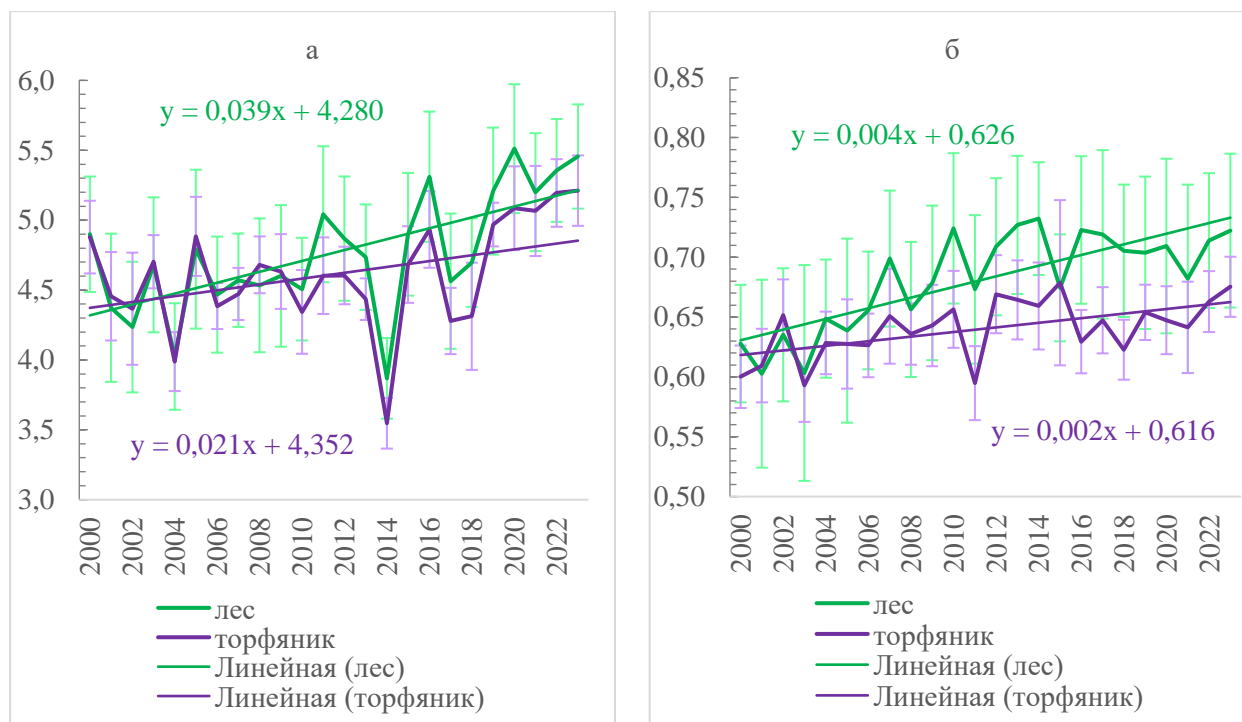 а
6,0
5,5
5,0
4,5
4,0
3,5
3,0
y = 0,039x + 4,280
y = 0,021x + 4,352
2000
2002
2004
2006
2008
2010
2012
2014
2016
2018
2020
2022
лес
торфяник
Линейная (лес)
Линейная (торфяник)
б
0,85
0,80
0,75
0,70
0,65
0,60
0,55
0,50
y = 0,004x + 0,626
y = 0,002x + 0,616
2000
2002
2004
2006
2008
2010
2012
2014
2016
2018
2020
2022
лес
торфяник
Линейная (лес)
Линейная (торфяник)